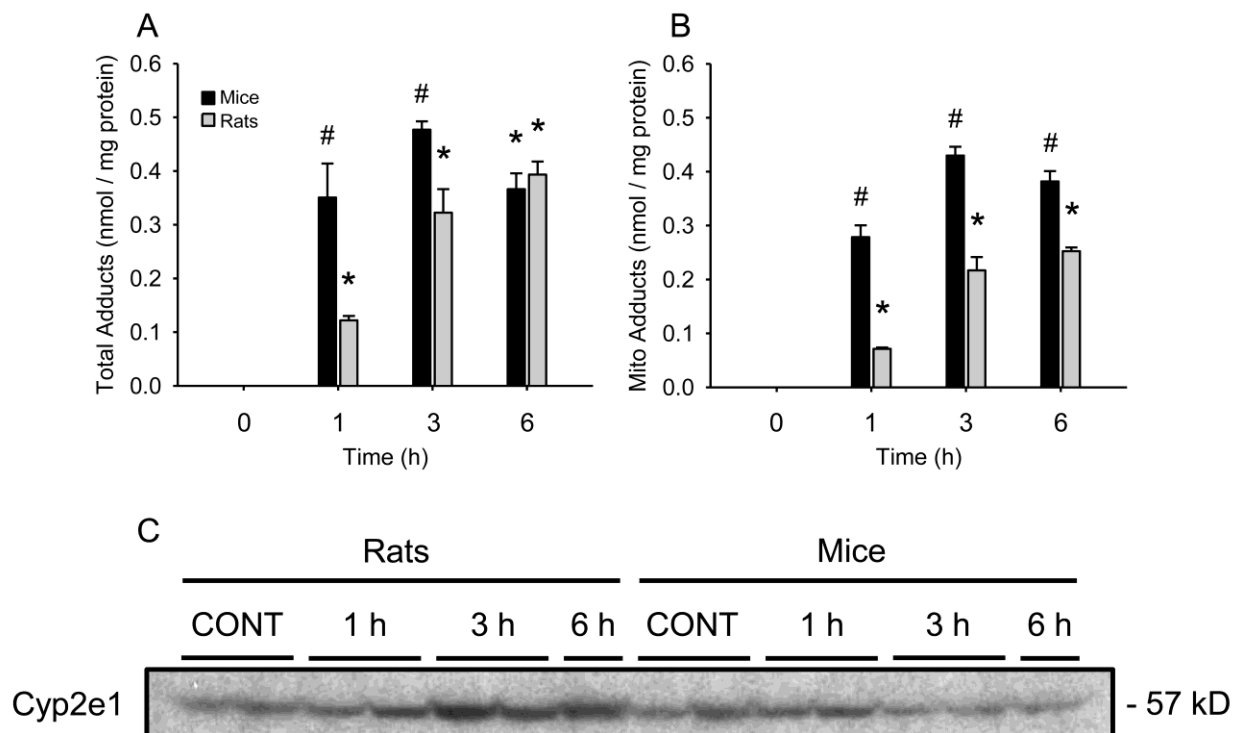 A
B
Total Adducts (nmol / mg protein)
0.6
0.5
0.4
0.3
0.2
0.1
0.0
Mice
Rats
#
*
#
*
*
*
0
1
3
6
Time (h)
Mito Adducts (nmol / mg protein)
0.6
0.5
0.4
0.3
0.2
0.1
0.0
#
*
#
*
#
*
0
1
3
6
Time (h)
C
Rats
Mice
CONT
1 h
3 h
6 h
CONT
1 h
3 h
6 h
Cyp2e1
- 57 kD